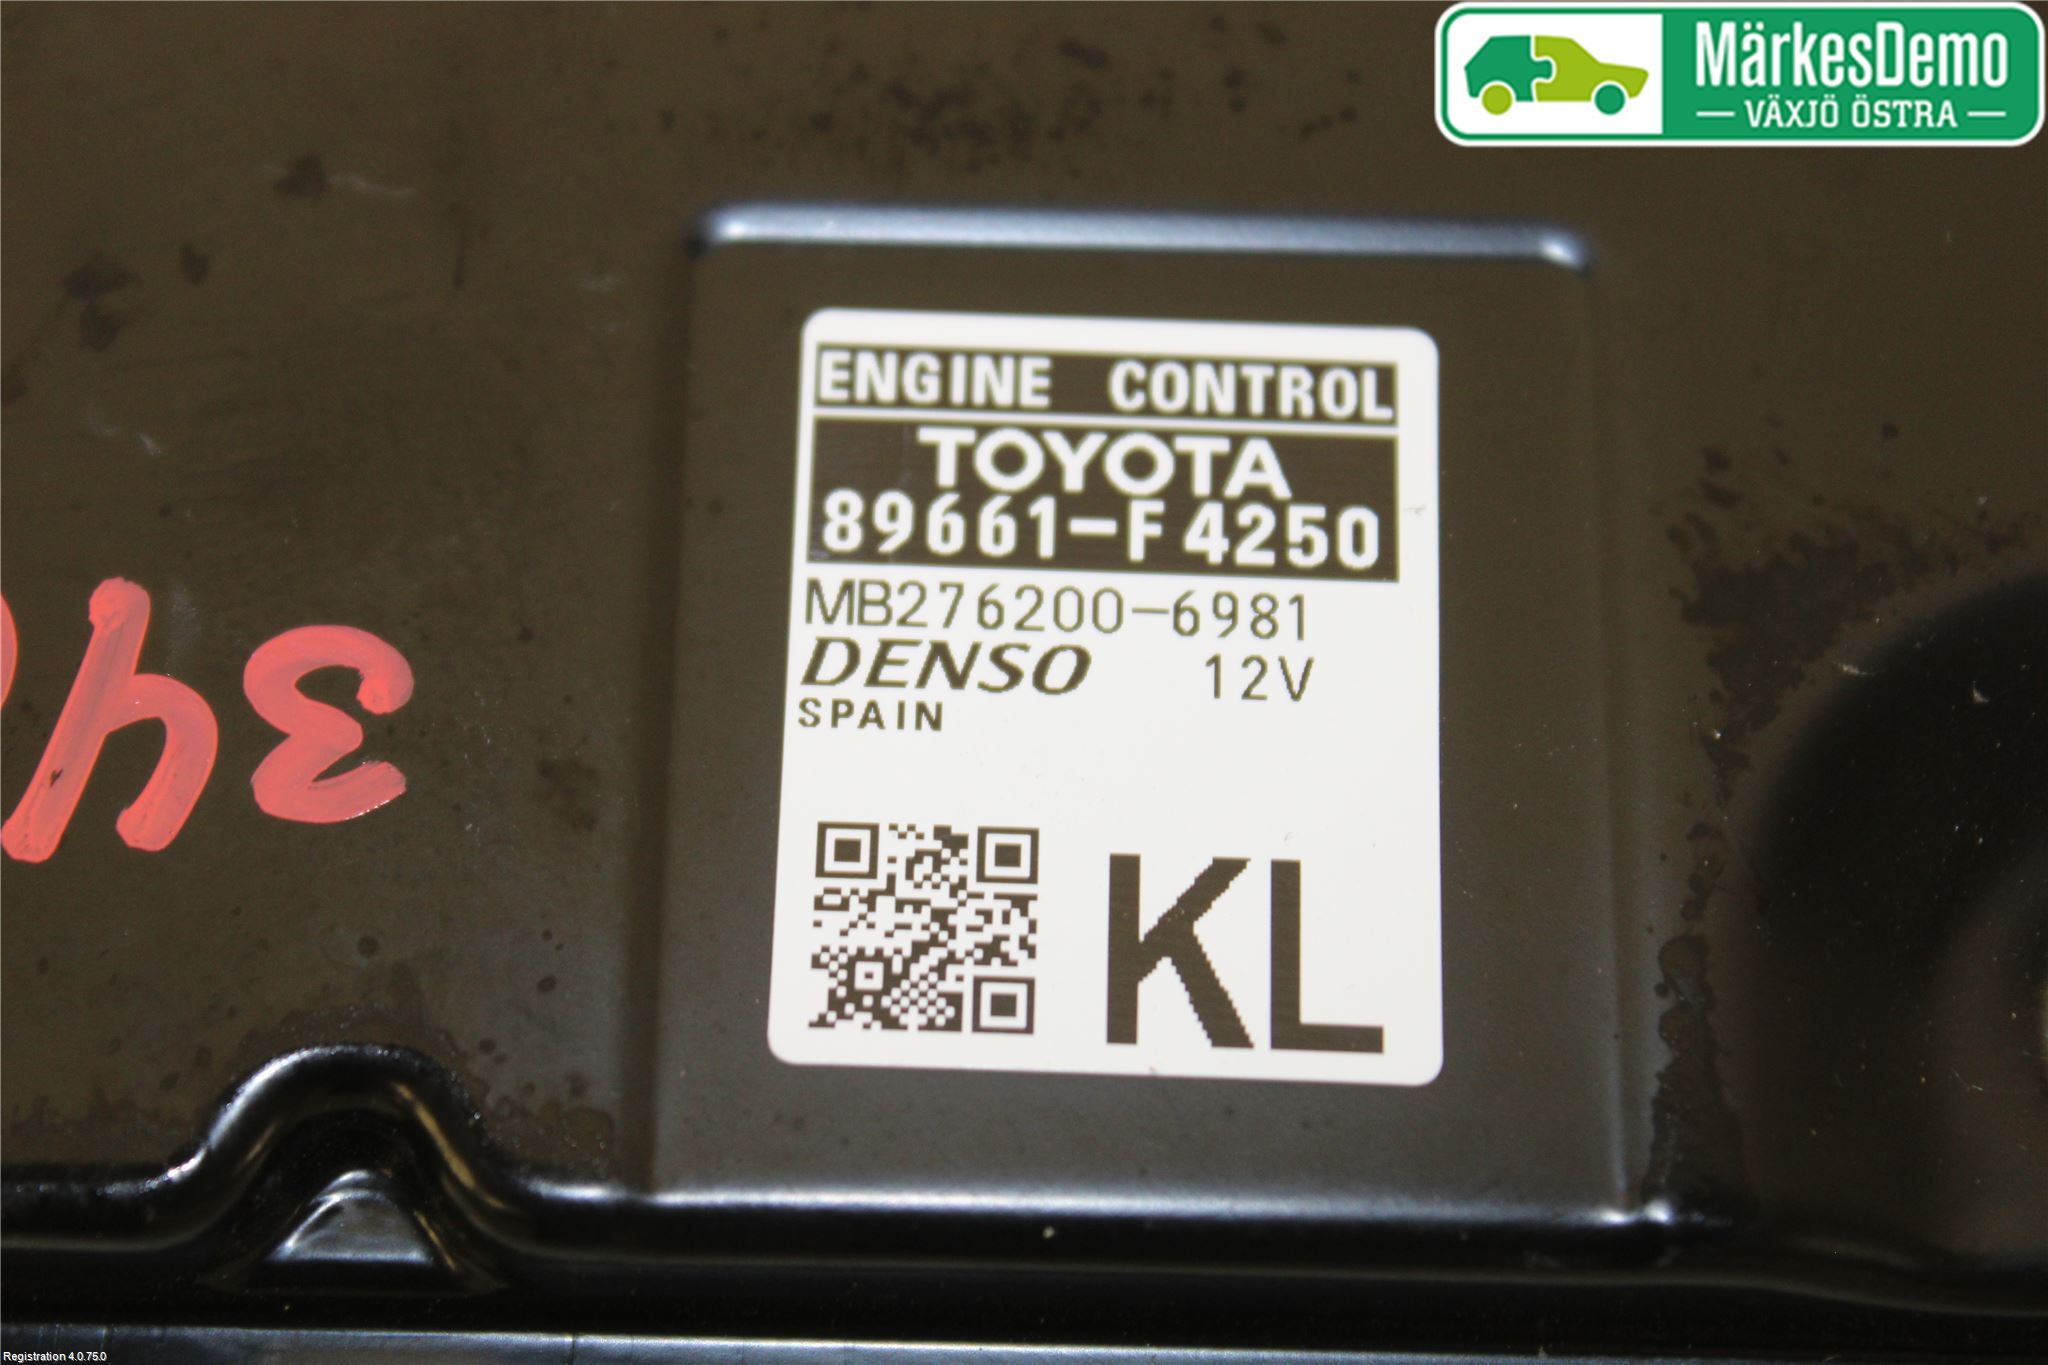 MärkesDemo
VÄXJÖ ÖSTRA
ENGINE CONTROL
TOYOTA
89661-F4250
MB276200-6981
DENSO 12V
SPAIN
KL
34
Registration 4.0.75.0